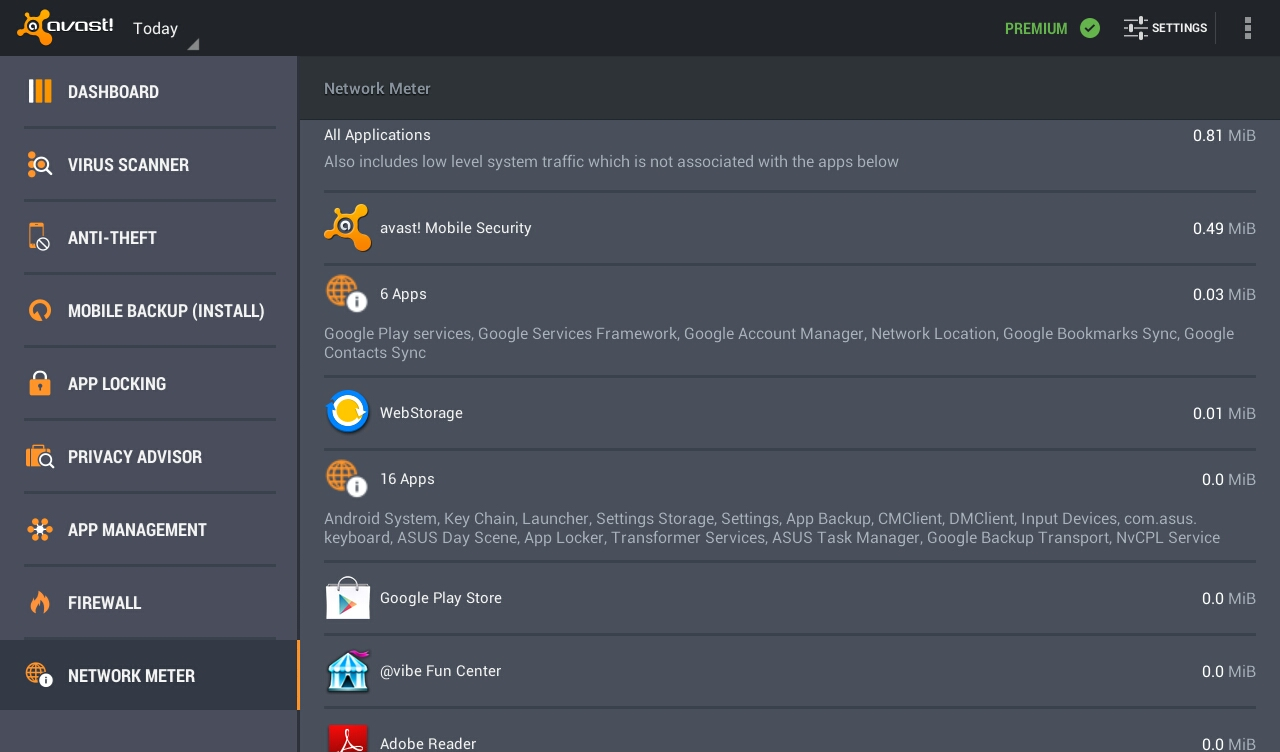 avast! Today PREMIUM SETTINGS
DASHBOARD
VIRUS SCANNER
ANTI-THEFT
MOBILE BACKUP (INSTALL)
APP LOCKING
PRIVACY ADVISOR
APP MANAGEMENT
FIREWALL
NETWORK METER
Network Meter
All Applications 0.81 MiB
Also includes low level system traffic which is not associated with the apps below
avast! Mobile Security 0.49 MiB
6 Apps 0.03 MiB
Google Play services, Google Services Framework, Google Account Manager, Network Location, Google Bookmarks Sync, Google
Contacts Sync
WebStorage 0.01 MiB
16 Apps 0.0 MiB
Android System, Key Chain, Launcher, Settings Storage, Settings, App Backup, CMClient, DMClient, Input Devices, com.asus.
keyboard, ASUS Day Scene, App Locker, Transformer Services, ASUS Task Manager, Google Backup Transport, NvCPL Service
Google Play Store 0.0 MiB
@vibe Fun Center 0.0 MiB
Adobe Reader 0.0 MiB